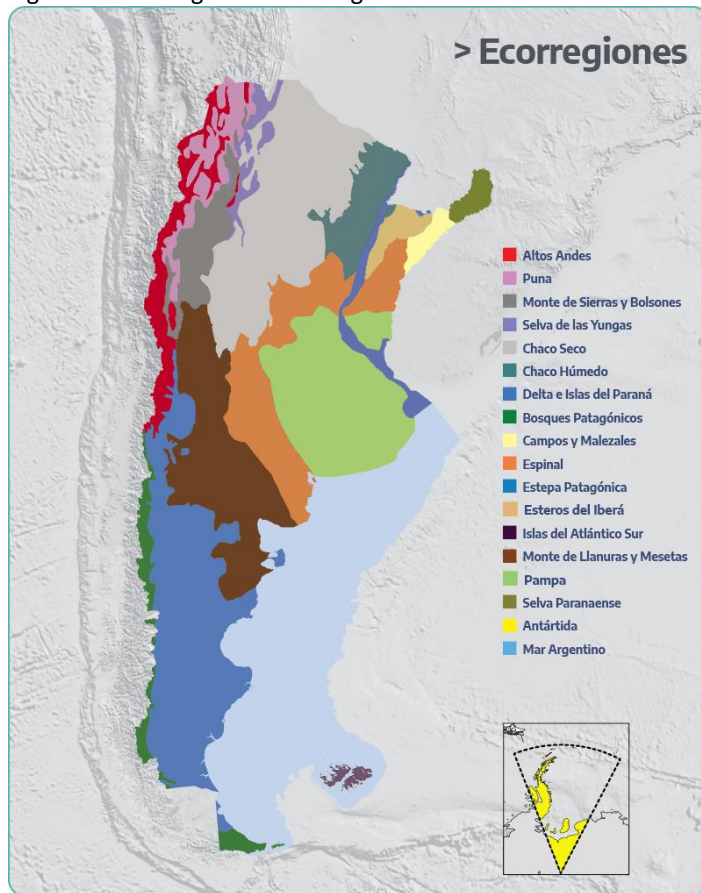 > Ecorregiones
Altos Andes
Puna
Monte de Sierras y Bolsones
Selva de las Yungas
Chaco Seco
Chaco Húmedo
Delta e Islas del Paraná
Bosques Patagónicos
Campos y Malezales
Espinal
Estepa Patagónica
Esteros del Iberá
Islas del Atlántico Sur
Monte de Llanuras y Mesetas
Pampa
Selva Paranaense
Antártida
Mar Argentino